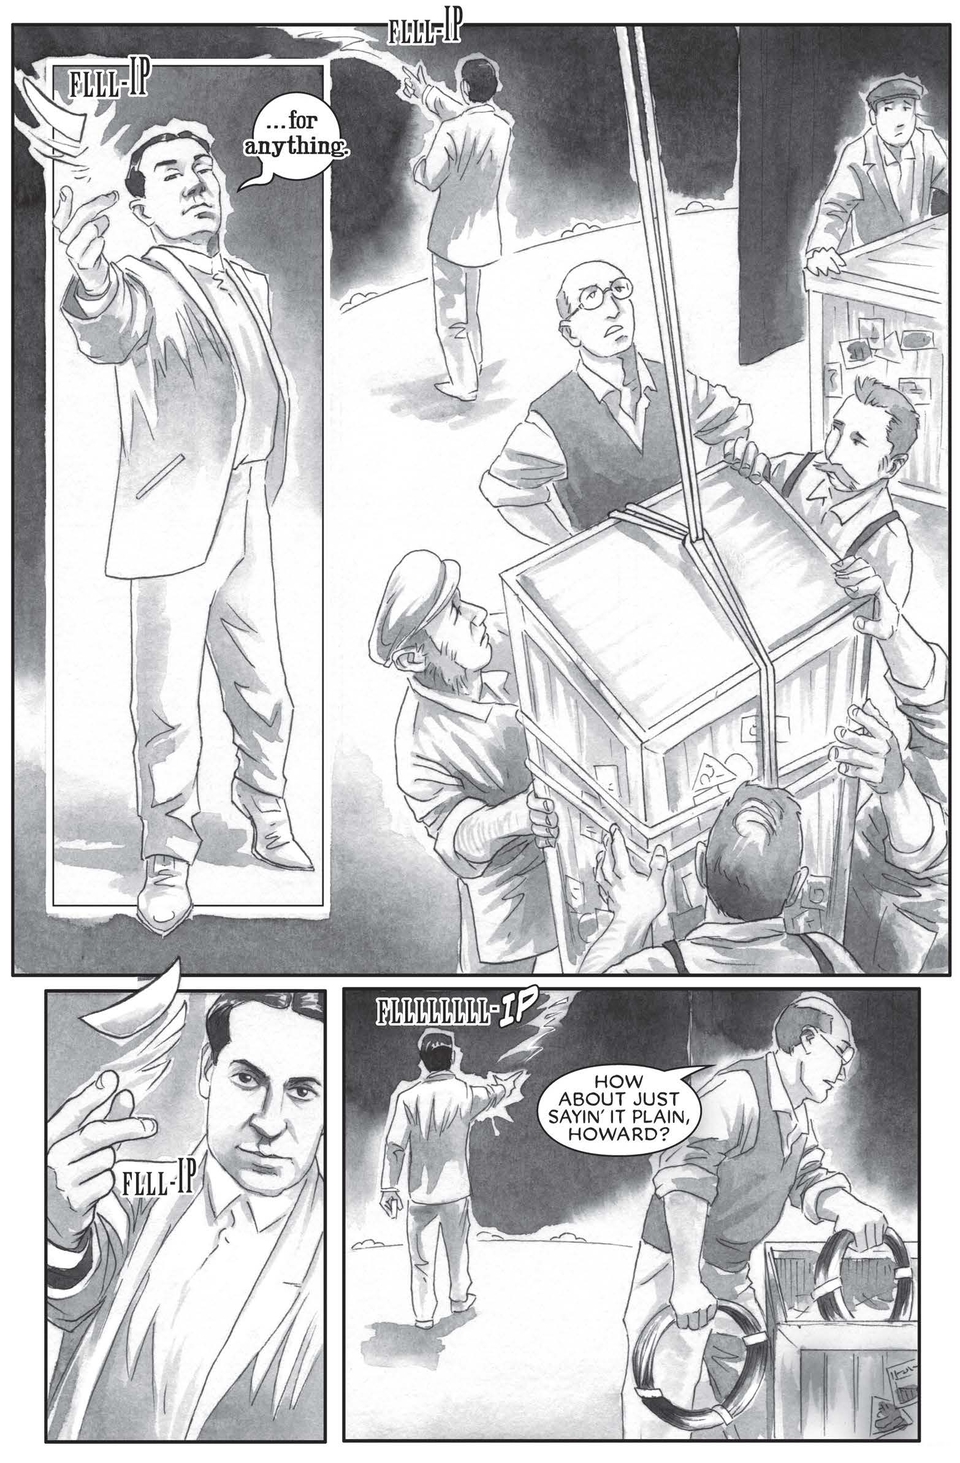 FLLL-IP
FLLL-IP
...for
anything.
FLLL-IP
FLLLLLLLL-IP
HOW
ABOUT JUST
SAYIN' IT PLAIN,
HOWARD?